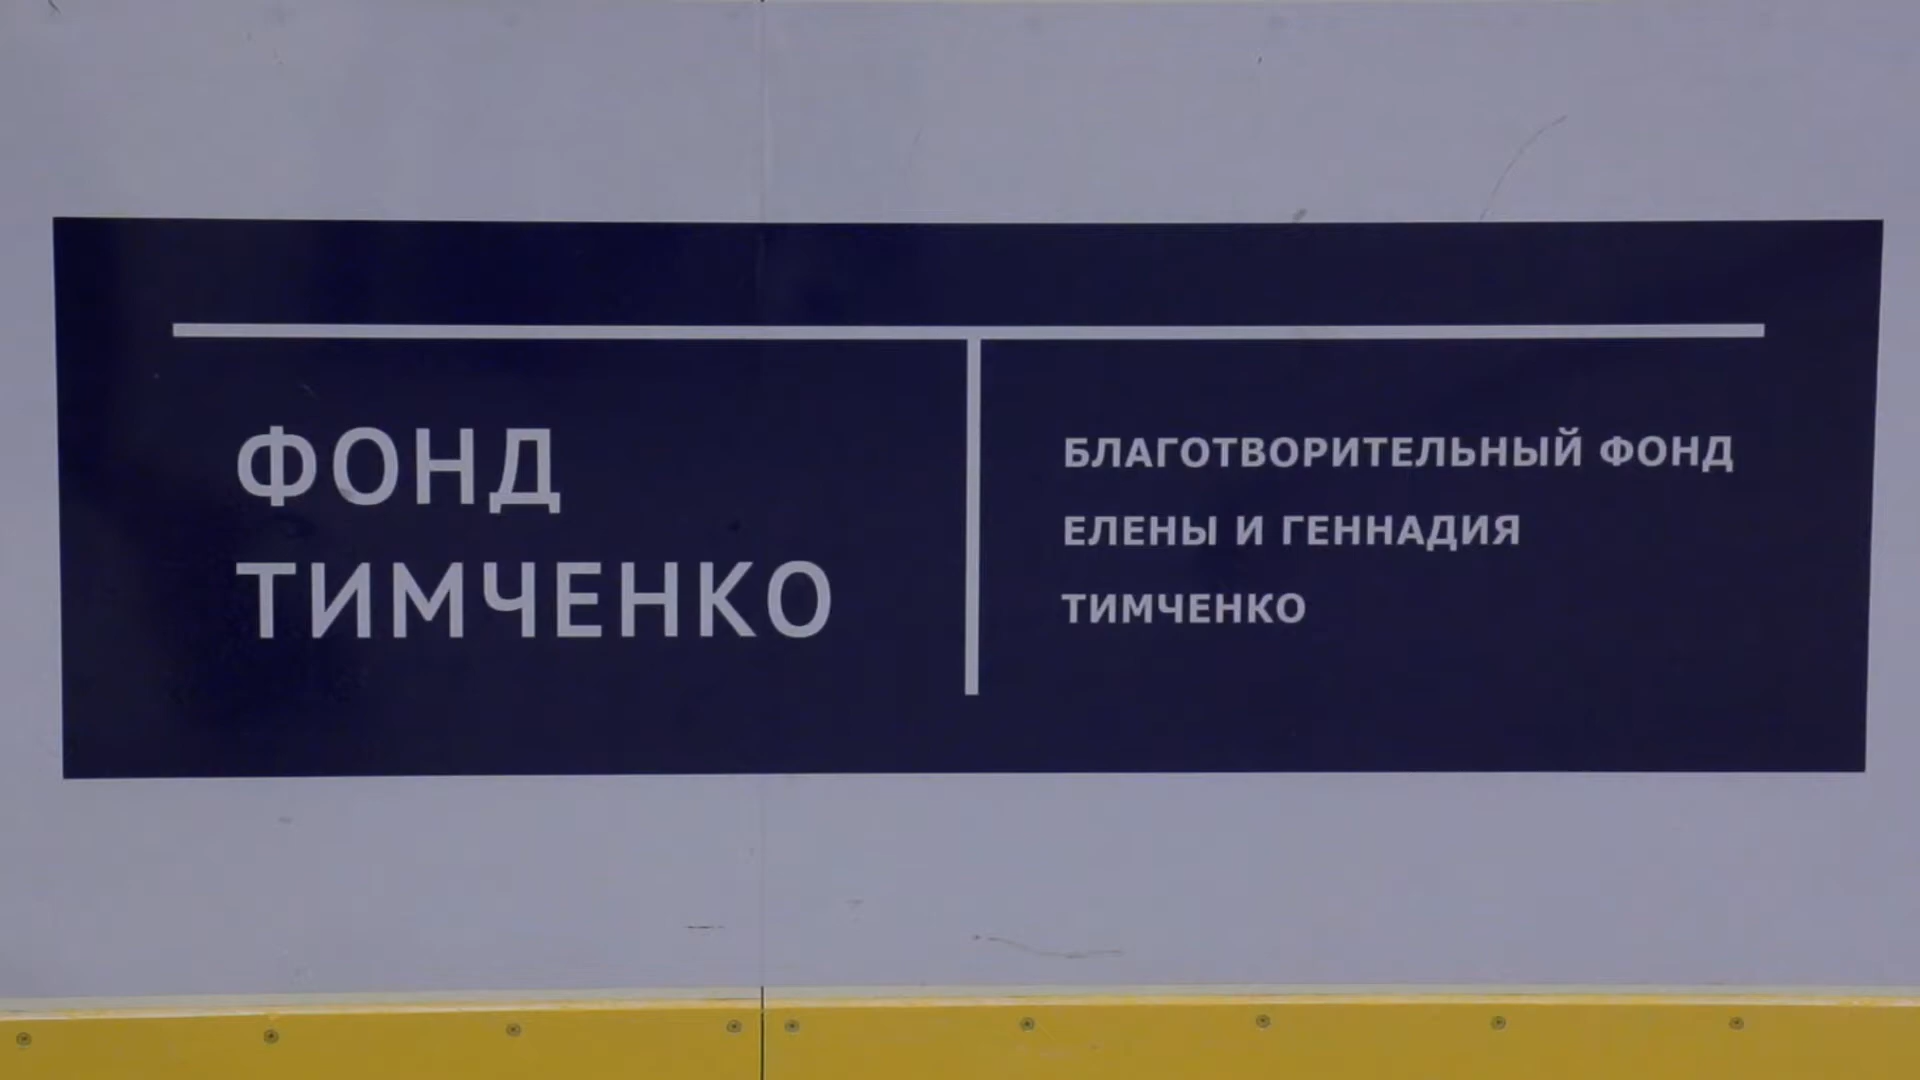 ФОНД
ТИМЧЕНКО
БЛАГОТВОРИТЕЛЬНЫЙ ФОНД
ЕЛЕНЫ И ГЕННАДИЯ
ТИМЧЕНКО